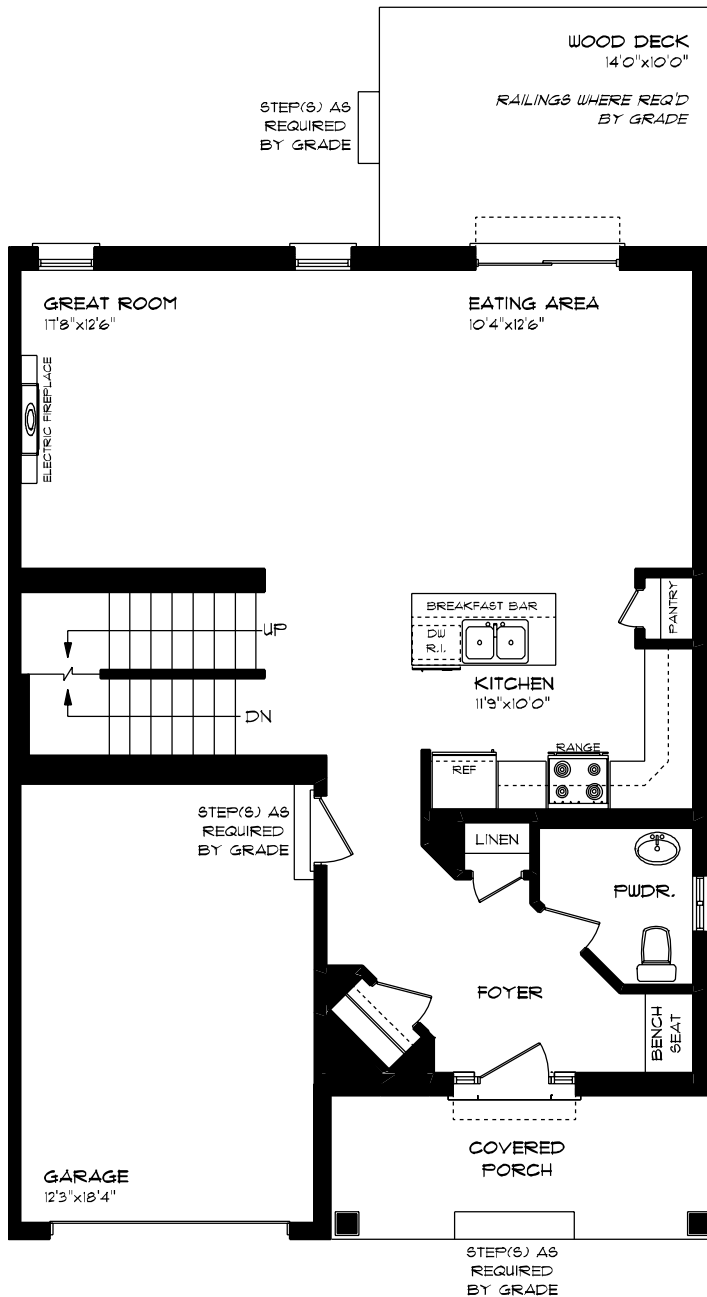 WOOD DECK
14'0"x10'0"
RAILINGS WHERE REQ'D
BY GRADE
STEP(S) AS
REQUIRED
BY GRADE
GREAT ROOM
17'8"x12'6"
EATING AREA
10'4"x12'6"
ELECTRIC FIREPLACE
UP
DN
BREAKFAST BAR
DW
R.I.
PANTRY
KITCHEN
11'9"x10'0"
REF
RANGE
STEP(S) AS
REQUIRED
BY GRADE
LINEN
PWDR.
FOYER
BENCH
SEAT
COVERED
PORCH
GARAGE
12'3"x18'4"
STEP(S) AS
REQUIRED
BY GRADE